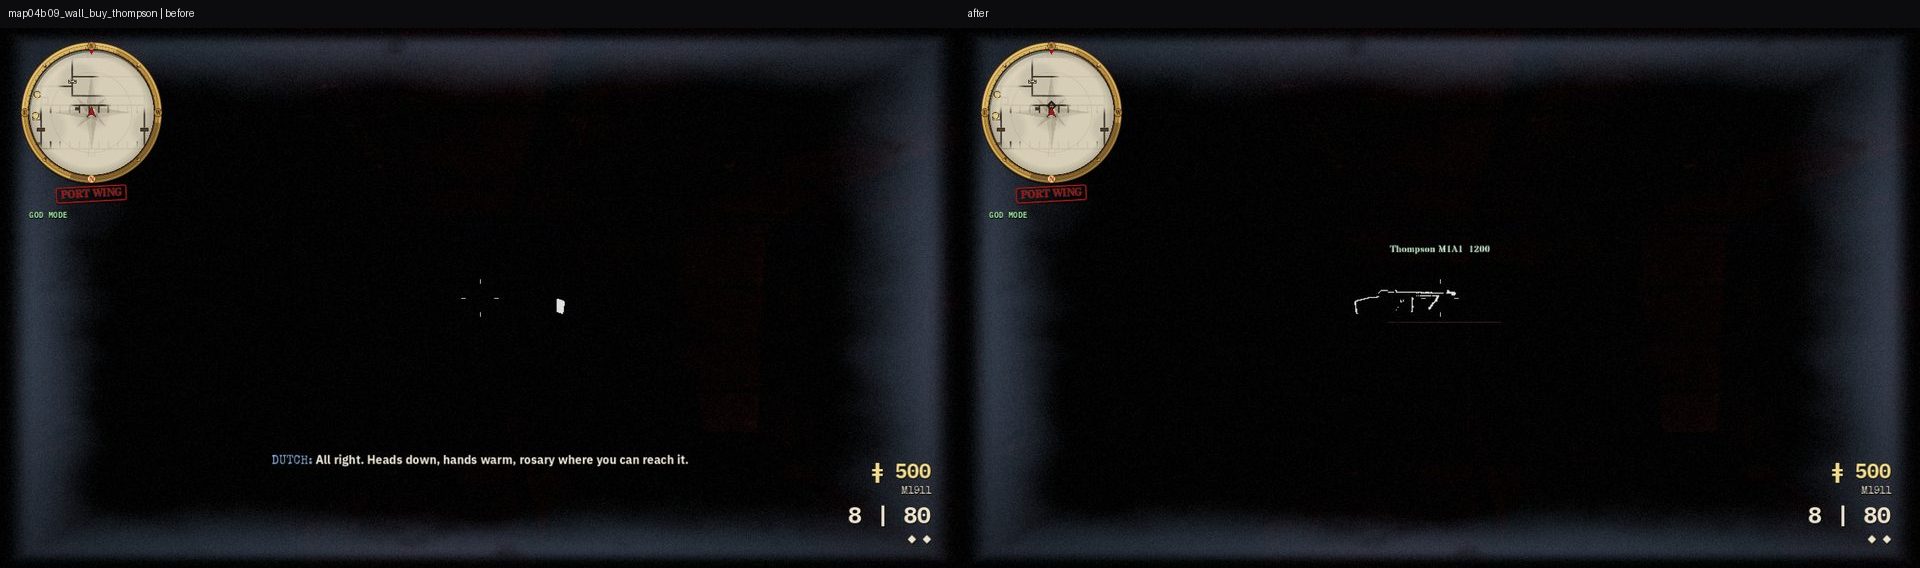 map04b09_wall_buy_thompson | before
after
PORT WING
GOD MODE
DUTCH: All right. Heads down, hands warm, rosary where you can reach it.
500
M1911
8 | 80
PORT WING
GOD MODE
Thompson M1A1 1200
500
M1911
8 | 80